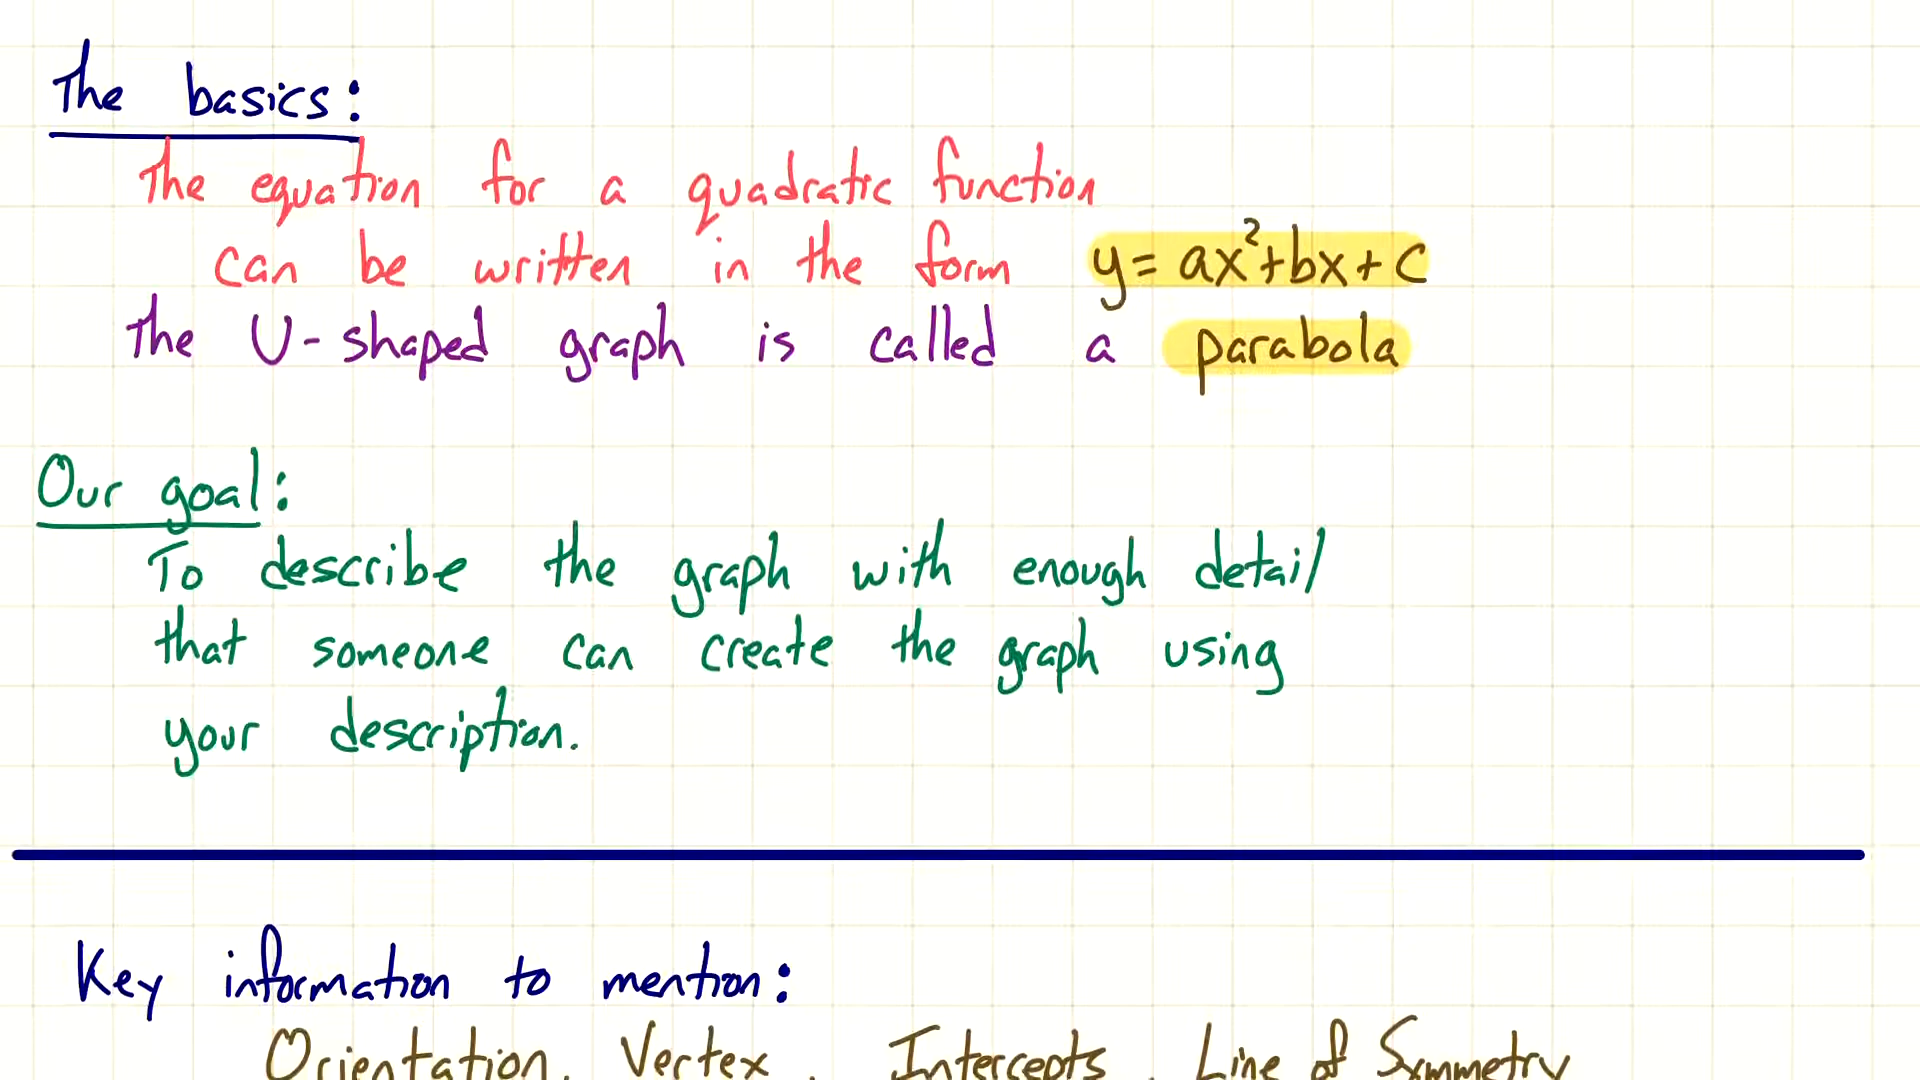 The basics:
The equation for a quadratic function
can be written in the form y = ax²+bx+c
the U-shaped graph is called a parabola
Our goal:
To describe the graph with enough detail
that someone can create the graph using
your description.
Key information to mention:
Orientation, Vertex, Intercepts, Line of Symmetry